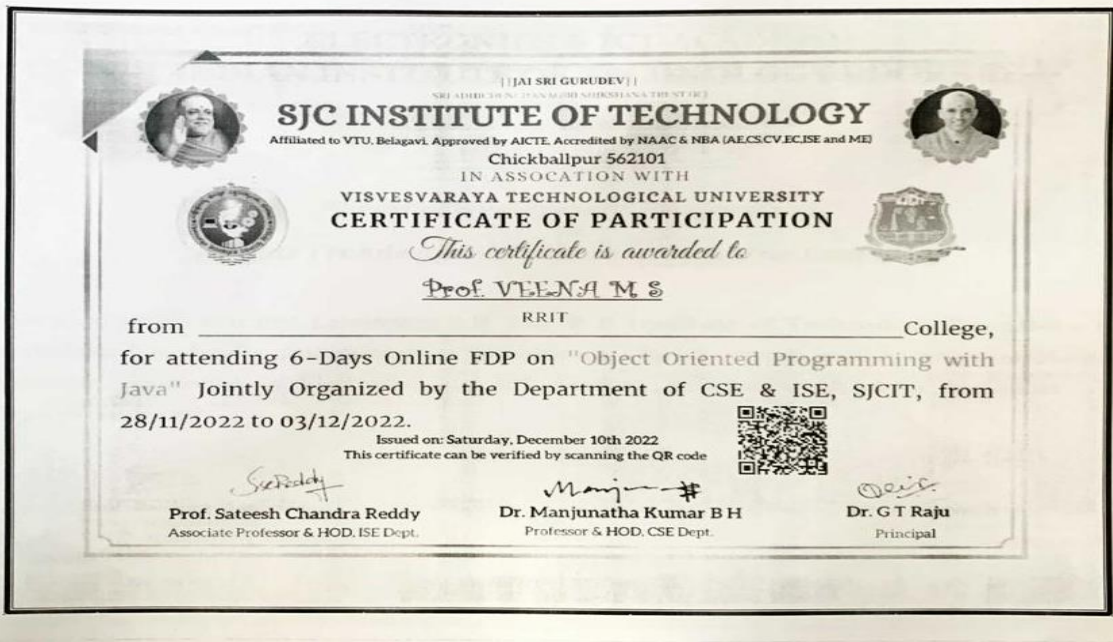 ||JAI SRI GURUDEV||
SJC INSTITUTE OF TECHNOLOGY
Affiliated to VTU, Belagavi, Approved by AICTE, Accredited by NAAC & NBA (AE,CS,CV,EC,ISE and ME)
Chickballpur 562101
IN ASSOCATION WITH
VISVESVARAYA TECHNOLOGICAL UNIVERSITY
CERTIFICATE OF PARTICIPATION
This certificate is awarded to
Prof. VEENA M S
RRIT
from College,
for attending 6-Days Online FDP on "Object Oriented Programming with
Java" Jointly Organized by the Department of CSE & ISE, SJCIT, from
28/11/2022 to 03/12/2022.
Issued on: Saturday, December 10th 2022
This certificate can be verified by scanning the QR code
Prof. Sateesh Chandra Reddy Dr. Manjunatha Kumar B H Dr. G T Raju
Associate Professor & HOD, ISE Dept. Professor & HOD, CSE Dept. Principal